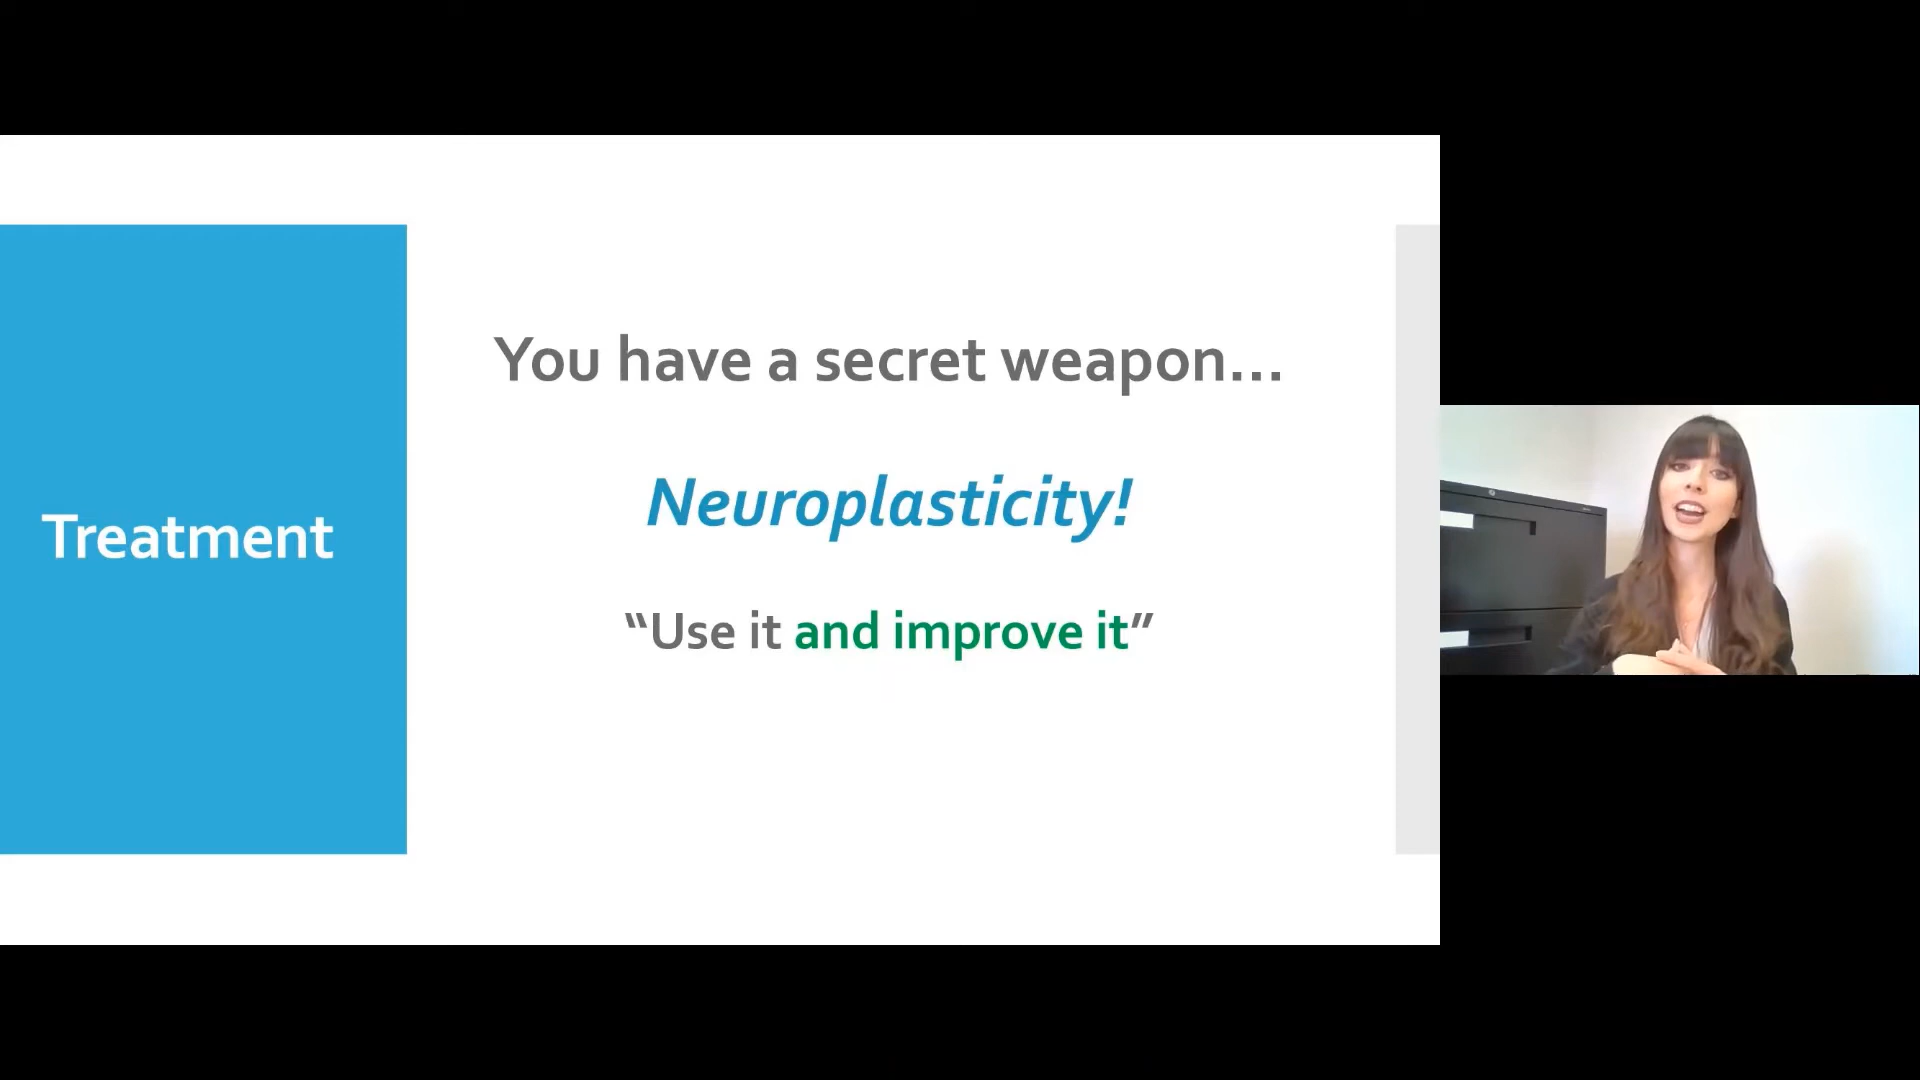 Treatment
You have a secret weapon...
Neuroplasticity!
“Use it and improve it”